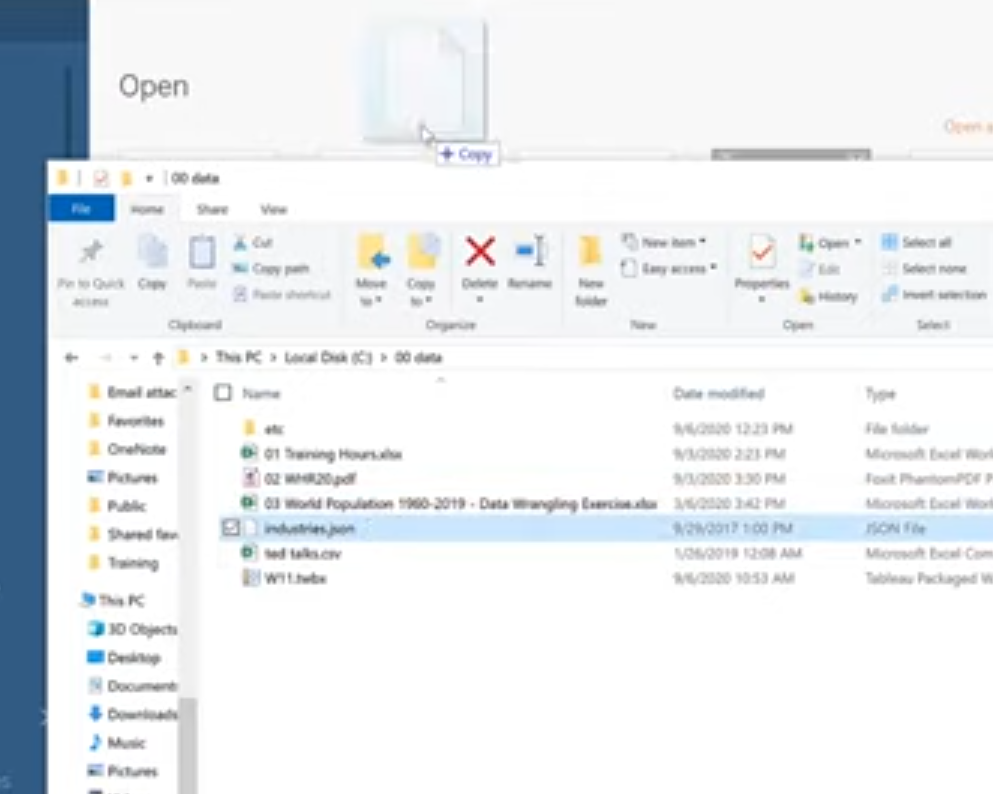 Open
Open a
Copy
00 data
File Home Share View
Pin to Quick access
Copy
Paste
Cut
Copy path
Paste shortcut
Move to
Copy to
Delete
Rename
New folder
New item
Easy access
Properties
Open
Edit
History
Select all
Select none
Invert selection
Clipboard Organize New Open Select
This PC > Local Disk (C:) > 00 data
Name Date modified Type
etc 9/6/2020 12:23 PM File folder
01 Training Hours.xlsx 9/3/2020 2:23 PM Microsoft Excel Work
02 WHR20.pdf 9/3/2020 3:30 PM Foxit PhantomPDF P
03 World Population 1960-2019 - Data Wrangling Exercise.xlsx 3/6/2020 3:42 PM Microsoft Excel Work
industries.json 9/29/2017 1:00 PM JSON File
ted talks.csv 1/26/2019 12:08 AM Microsoft Excel Com
W11.twbx 9/6/2020 10:53 AM Tableau Packaged W
Email attac
Favorites
OneNote
Pictures
Public
Shared fav
Training
This PC
3D Objects
Desktop
Documents
Downloads
Music
Pictures